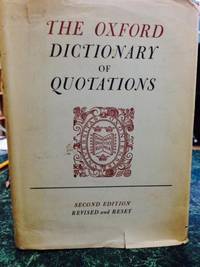 THE OXFORD
DICTIONARY
OF
QUOTATIONS
SECOND EDITION
REVISED and RESET